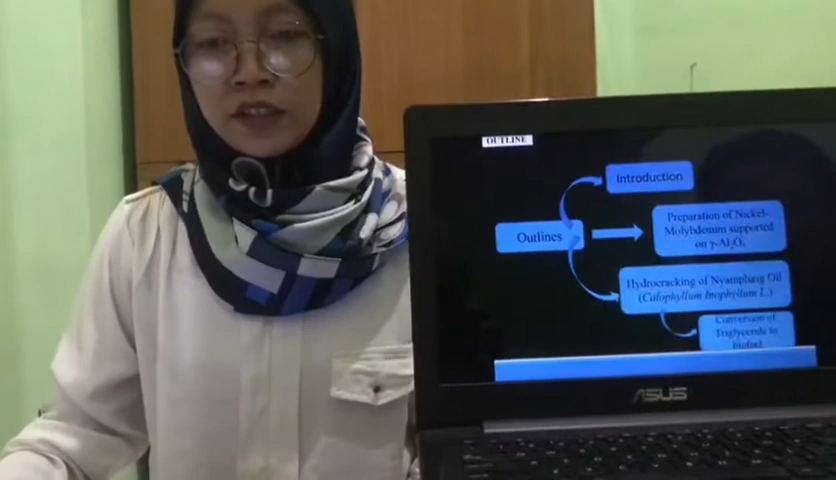 OUTLINE
Introduction
Outlines
Preparation of Nickel-
Molybdenum supported
on γ-Al₂O₃
Hydrocracking of Nyamplung Oil
(Calophyllum Inophyllum L.)
Conversion of
Triglyceride to
biofuel
ASUS